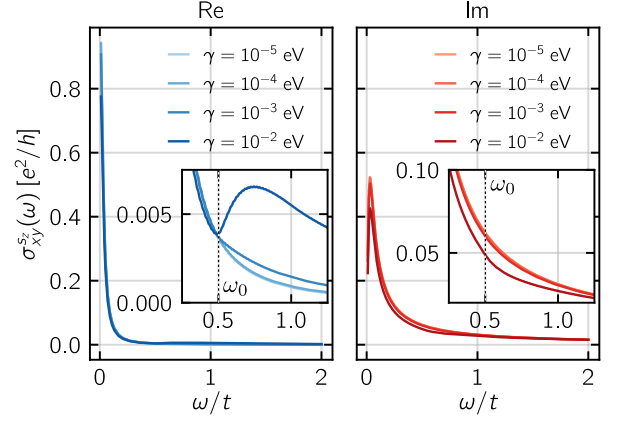 Re
Im
σ^{s_z}_{xy}(ω) [e²/h]
0.8
0.6
0.4
0.2
0.0
γ = 10⁻⁵ eV
γ = 10⁻⁴ eV
γ = 10⁻³ eV
γ = 10⁻² eV
0.005
0.000
ω₀
0.5 1.0
0 1 2
ω/t
γ = 10⁻⁵ eV
γ = 10⁻⁴ eV
γ = 10⁻³ eV
γ = 10⁻² eV
0.10
0.05
ω₀
0.5 1.0
0 1 2
ω/t